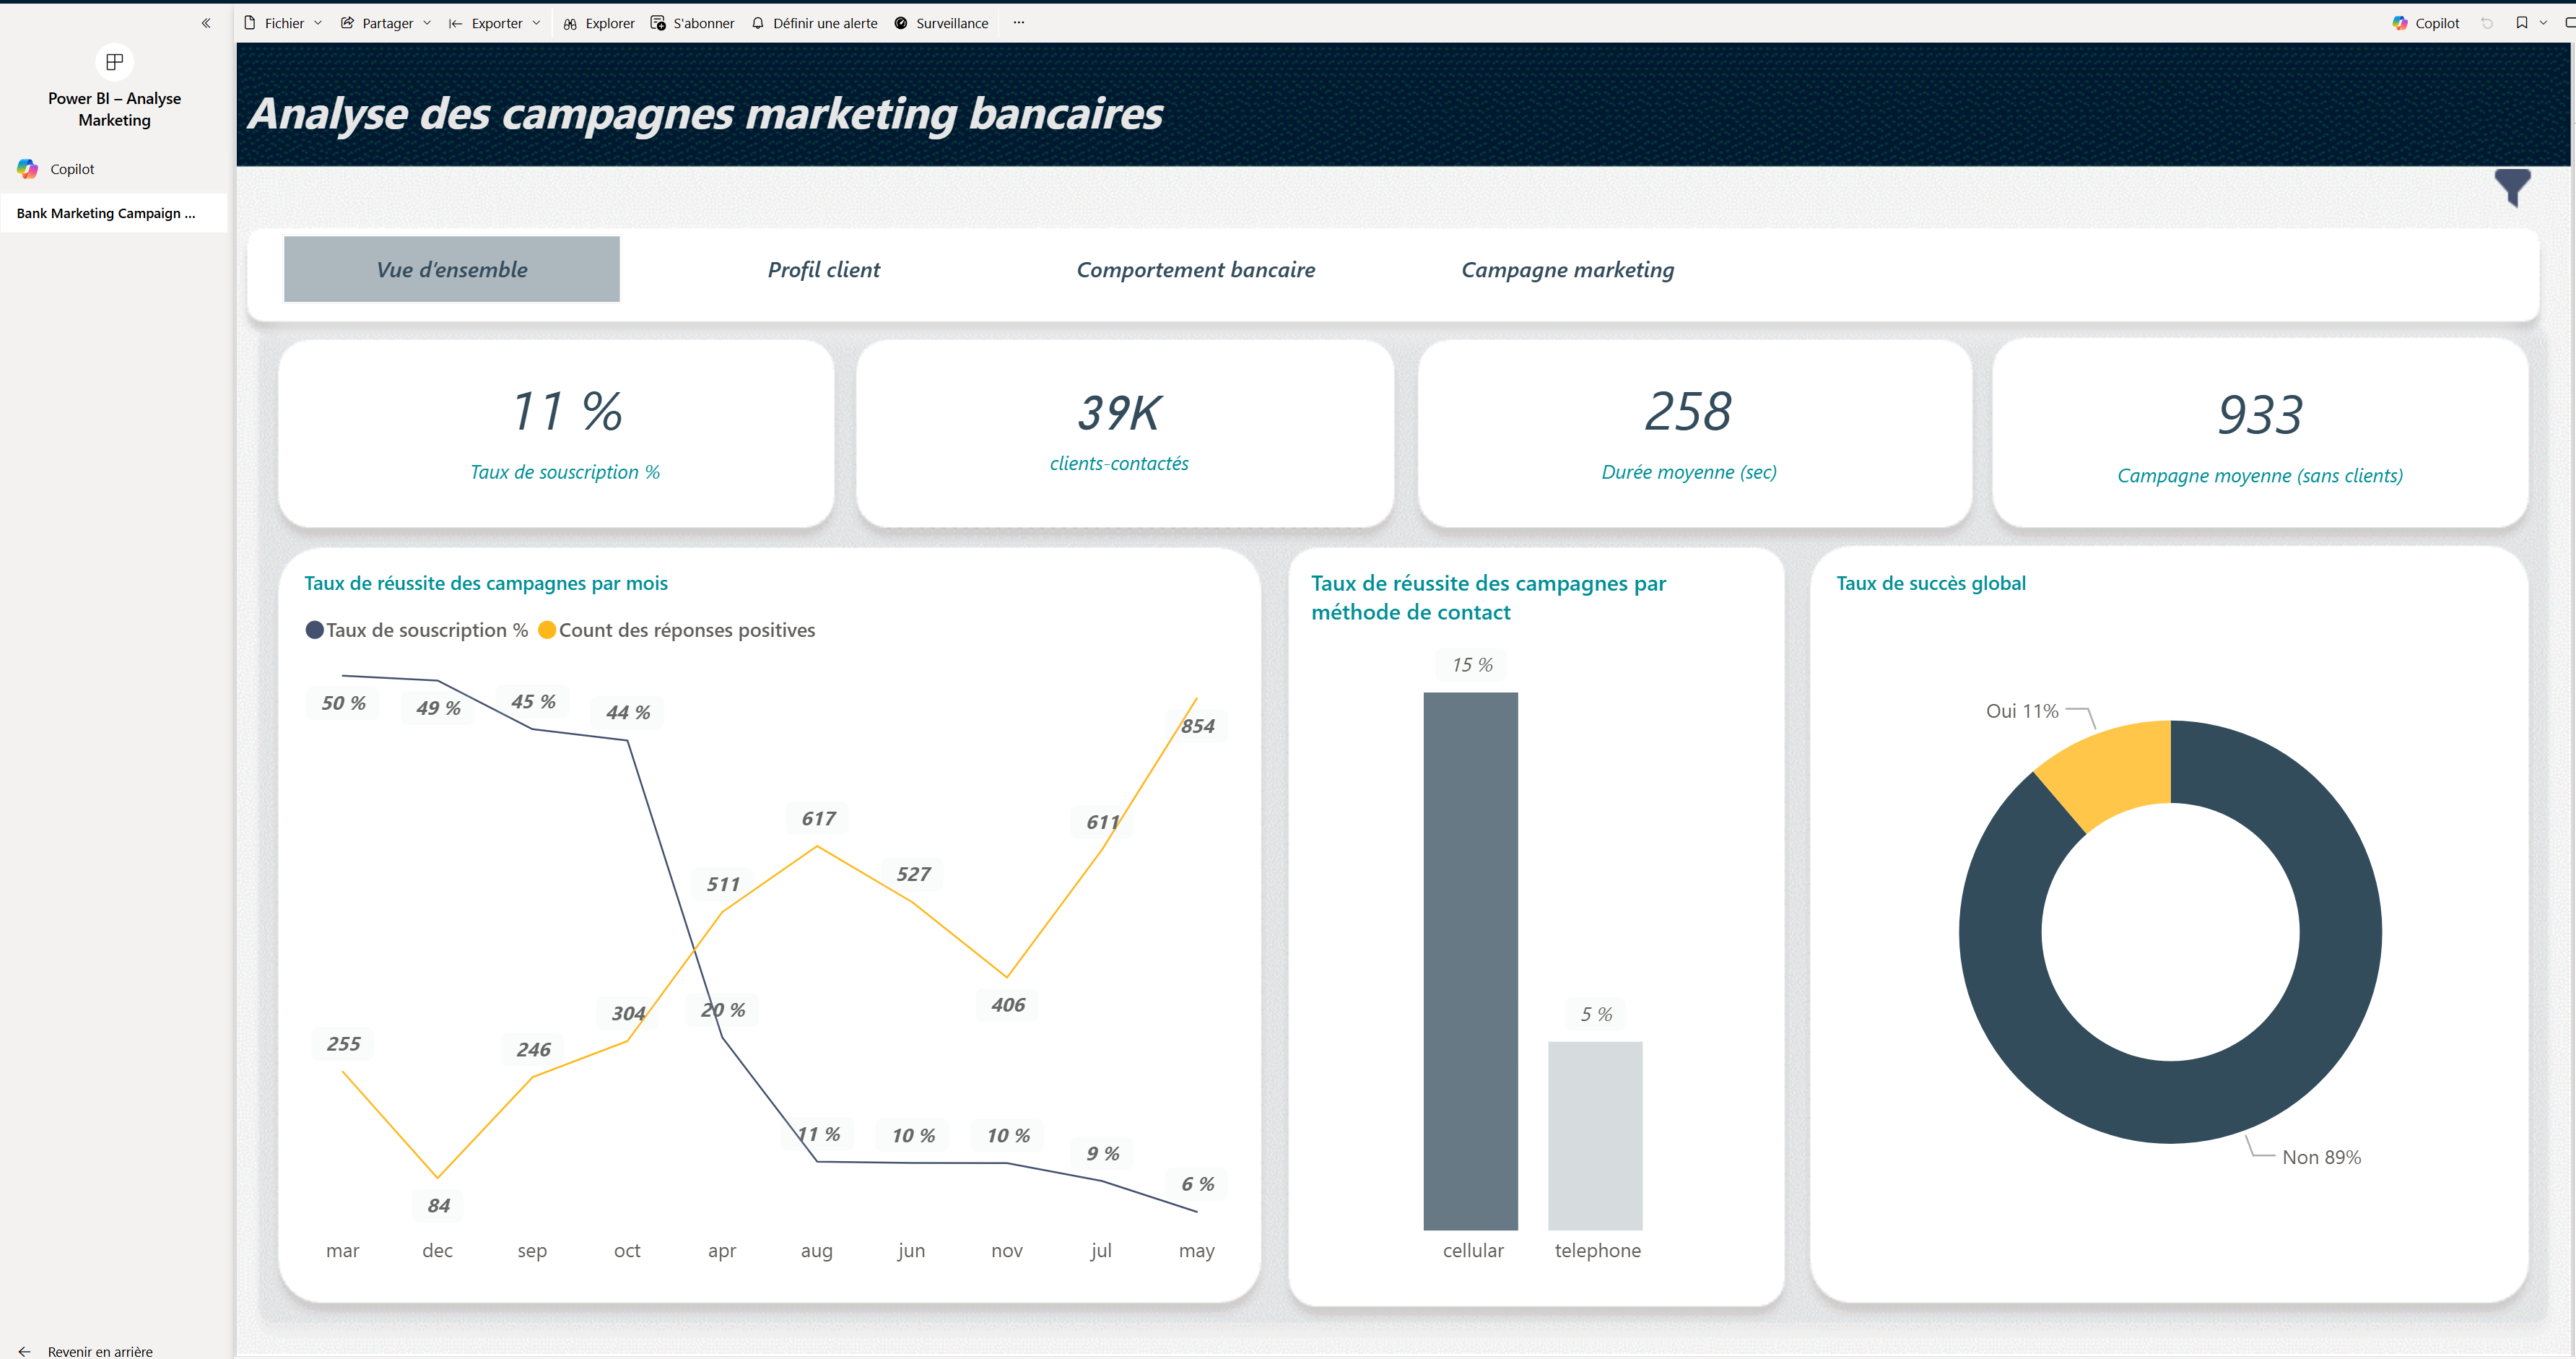 Fichier
Partager
Exporter
Explorer
S'abonner
Définir une alerte
Surveillance
...
Copilot
Power BI – Analyse
Marketing
Copilot
Bank Marketing Campaign ...
Revenir en arrière
Analyse des campagnes marketing bancaires
Vue d'ensemble
Profil client
Comportement bancaire
Campagne marketing
11 %
Taux de souscription %
39K
clients-contactés
258
Durée moyenne (sec)
933
Campagne moyenne (sans clients)
Taux de réussite des campagnes par mois
Taux de souscription % Count des réponses positives
50 %
49 %
45 %
44 %
20 %
11 %
10 %
10 %
9 %
6 %
255
84
246
304
511
617
527
406
611
854
mar dec sep oct apr aug jun nov jul may
Taux de réussite des campagnes par
méthode de contact
15 %
5 %
cellular telephone
Taux de succès global
Oui 11%
Non 89%